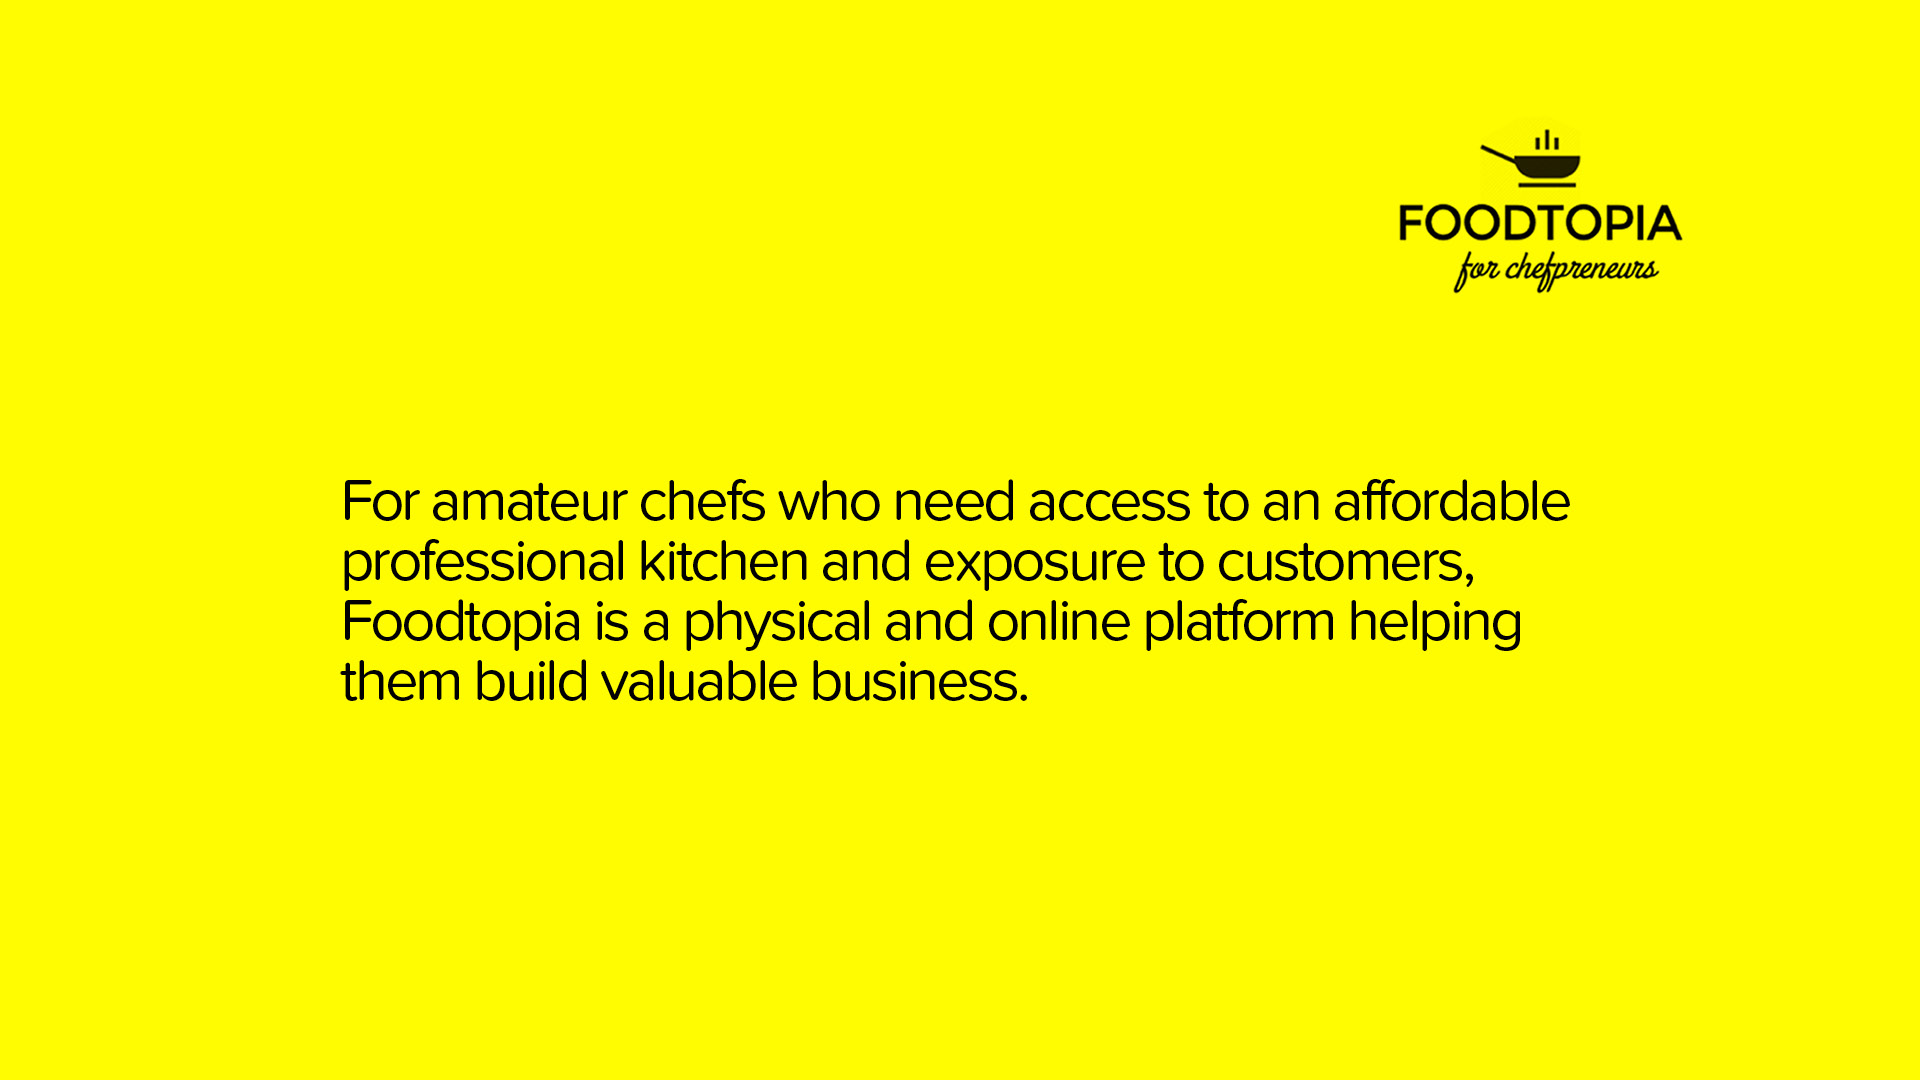 FOODTOPIA
for chefpreneurs
For amateur chefs who need access to an affordable
professional kitchen and exposure to customers,
Foodtopia is a physical and online platform helping
them build valuable business.